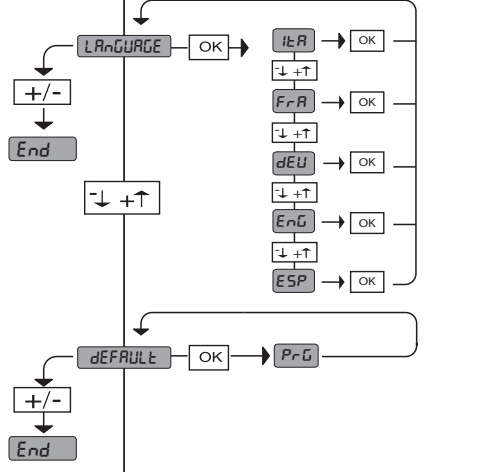 LAnGUAGE OK ItA OK
-↓ +↑
+/- FrA OK
-↓ +↑
End dEU OK
-↓ +↑ -↓ +↑
EnG OK
-↓ +↑
ESP OK
dEFAULt OK PrG
+/-
End